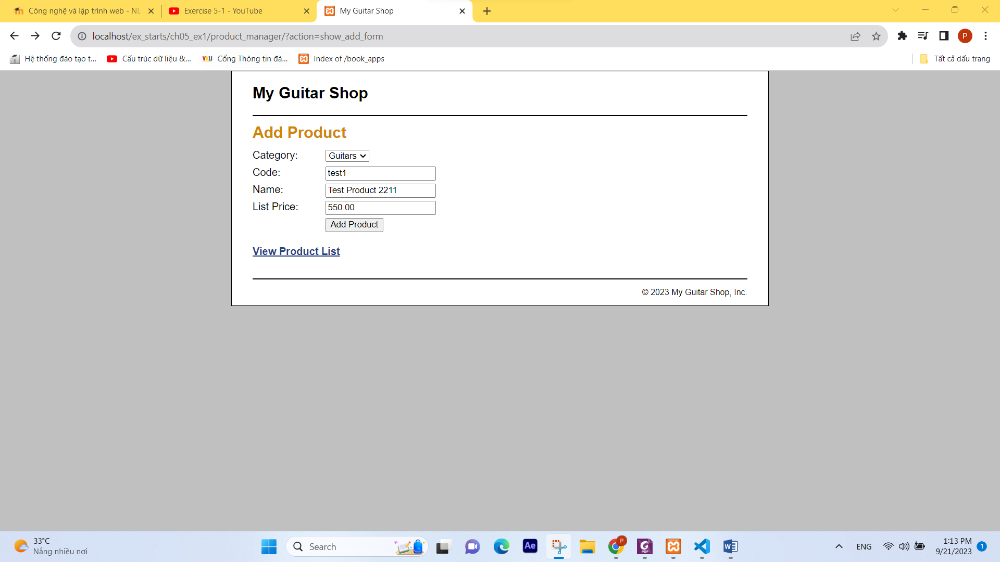 Công nghệ và lập trình web - NL
Exercise 5-1 - YouTube
My Guitar Shop
localhost/ex_starts/ch05_ex1/product_manager/?action=show_add_form
P
Hệ thống đào tạo t...
Cấu trúc dữ liệu &...
VKU
Cổng Thông tin đà...
Index of /book_apps
Tất cả dấu trang
My Guitar Shop
Add Product
Category: Guitars
Code: test1
Name: Test Product 2211
List Price: 550.00
Add Product
View Product List
© 2023 My Guitar Shop, Inc.
33°C
Nắng nhiều nơi
Search
Ae
P
PDF
W
ENG
1:13 PM
9/21/2023
1